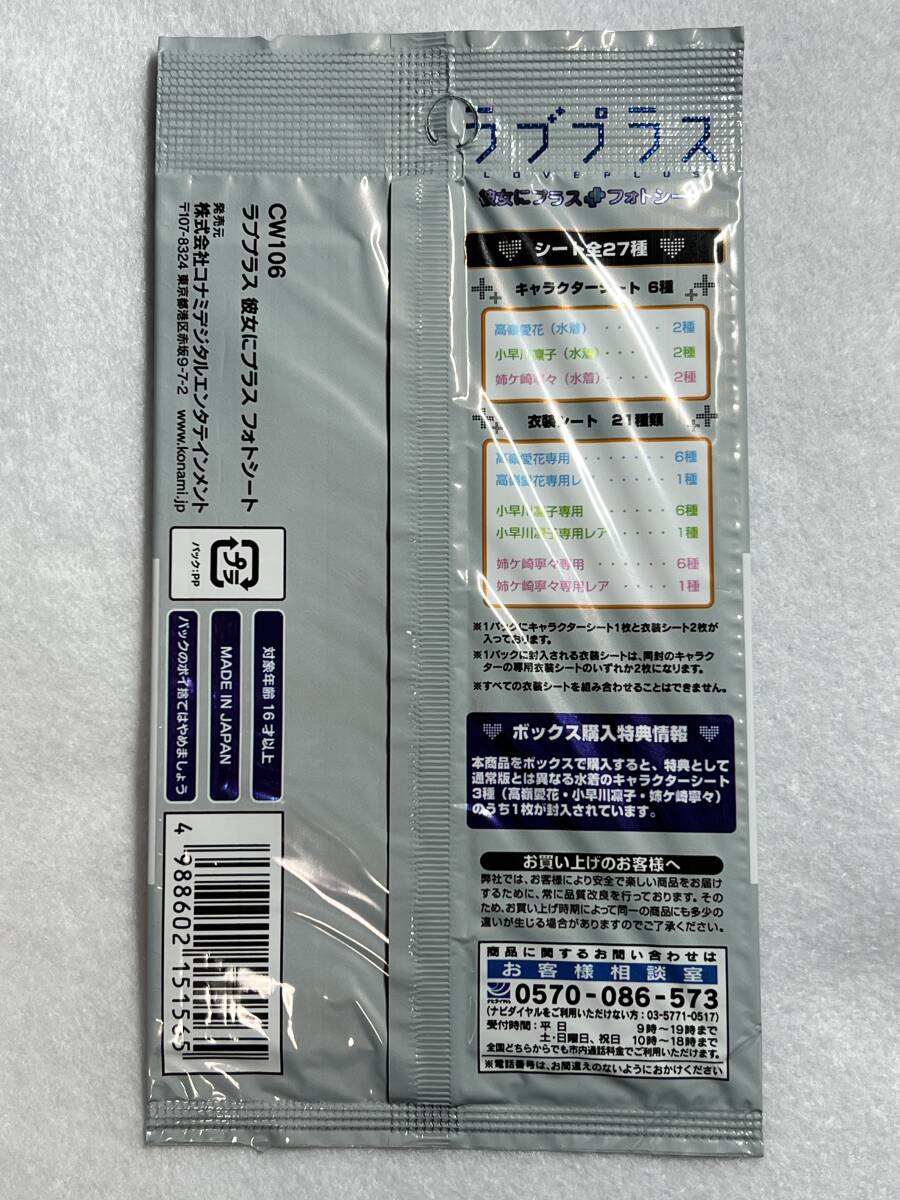 ラブプラス
LOVEPLUS
彼女にプラス+フォトシート
シート全27種
キャラクターシート 6種
高嶺愛花(水着) ・・・・・ 2種
小早川凛子(水着)・・・・・ 2種
姉ケ崎寧々(水着)・・・・・ 2種
衣装シート 21種類
高嶺愛花専用 ・・・・・・・ 6種
高嶺愛花専用レア ・・・・・ 1種
小早川凛子専用 ・・・・・・ 6種
小早川凛子専用レア ・・・・ 1種
姉ケ崎寧々専用 ・・・・・・ 6種
姉ケ崎寧々専用レア ・・・・・ 1種
※1パックにキャラクターシート1枚と衣装シート2枚が
入っております。
※1パックに封入される衣装シートは、同封のキャラク
ターの専用衣装シートのいずれか2枚になります。
※すべての衣装シートを組み合わせることはできません。
ボックス購入特典情報
本商品をボックスで購入すると、特典として
通常版とは異なる水着のキャラクターシート
3種(高嶺愛花・小早川凛子・姉ケ崎寧々)
のうち1枚が封入されています。
お買い上げのお客様へ
弊社では、お客様により安全で楽しい商品をお届け
するために、常に品質改良を行っております。その
ため、お買い上げ時期によって同一の商品にも多少の
違いが生じる場合がありますのでご了承ください。
商品に関するお問い合わせは
お客様相談室
ナビダイヤル 0570-086-573
(ナビダイヤルをご利用いただけない方:03-5771-0517)
受付時間:平日 9時〜19時まで
土・日曜日、祝日 10時〜18時まで
全国どちらからでも市内通話料金でご利用いただけます。
※電話番号は、お間違えのないようにおかけください
CW106
ラブプラス 彼女にプラス フォトシート
発売元
株式会社コナミデジタルエンタテインメント
〒107-8324 東京都港区赤坂9-7-2 www.konami.jp
プラ
パック:PP
対象年齢16才以上
MADE IN JAPAN
パックのポイ捨てはやめましょう
4 988602 151565